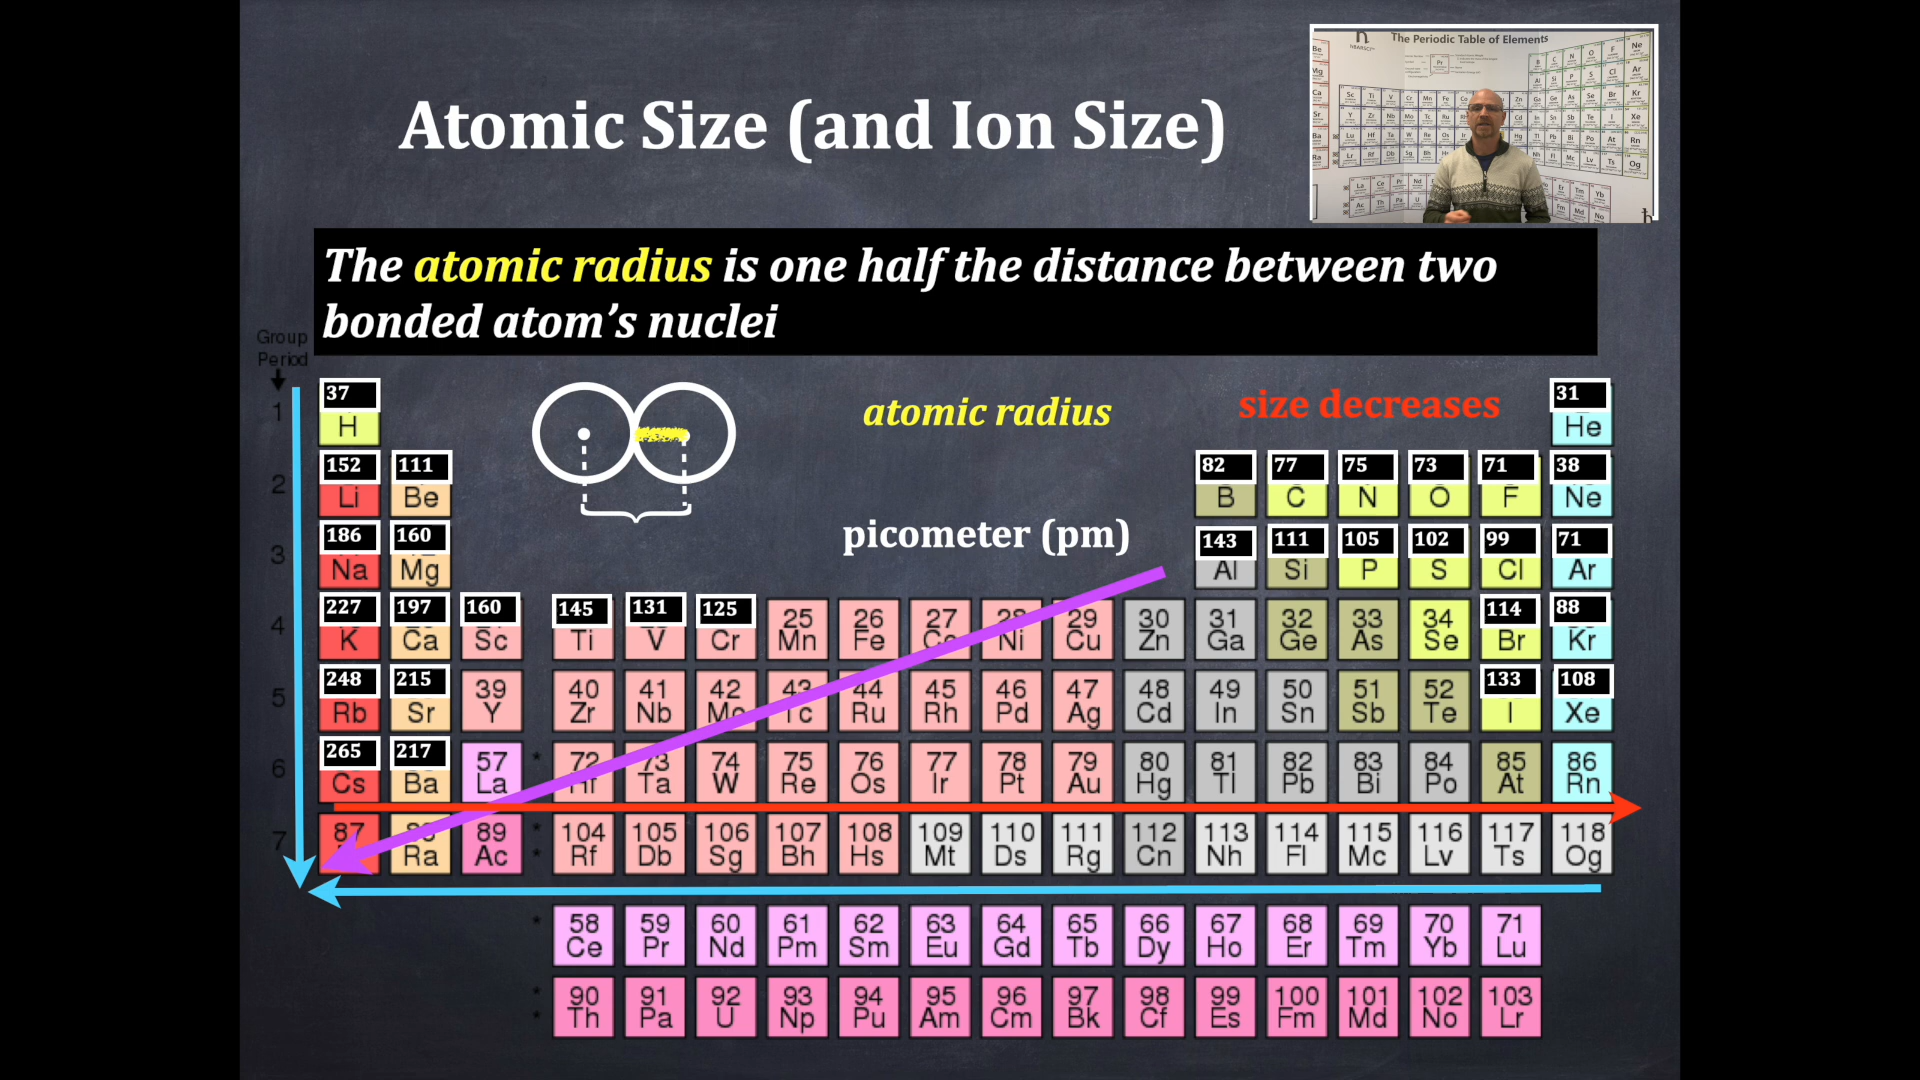 The Periodic Table of Elements
Atomic Size (and Ion Size)
The atomic radius is one half the distance between two
bonded atom’s nuclei
Group
Period
atomic radius
size decreases
1 37 31
H He
2 152 111 82 77 75 73 71 38
Li Be B C N O F Ne
picometer (pm)
3 186 160 143 111 105 102 99 71
Na Mg Al Si P S Cl Ar
4 227 197 160 145 131 125 25 26 27 28 29 30 31 32 33 34 114 88
K Ca Sc Ti V Cr Mn Fe Co Ni Cu Zn Ga Ge As Se Br Kr
5 248 215 39 40 41 42 43 44 45 46 47 48 49 50 51 52 133 108
Rb Sr Y Zr Nb Mo Tc Ru Rh Pd Ag Cd In Sn Sb Te I Xe
6 265 217 57 * 72 73 74 75 76 77 78 79 80 81 82 83 84 85 86
Cs Ba La Hf Ta W Re Os Ir Pt Au Hg Tl Pb Bi Po At Rn
7 87 88 89 * 104 105 106 107 108 109 110 111 112 113 114 115 116 117 118
Ra Ac * Rf Db Sg Bh Hs Mt Ds Rg Cn Nh Fl Mc Lv Ts Og
* 58 59 60 61 62 63 64 65 66 67 68 69 70 71
Ce Pr Nd Pm Sm Eu Gd Tb Dy Ho Er Tm Yb Lu
* 90 91 92 93 94 95 96 97 98 99 100 101 102 103
* Th Pa U Np Pu Am Cm Bk Cf Es Fm Md No Lr